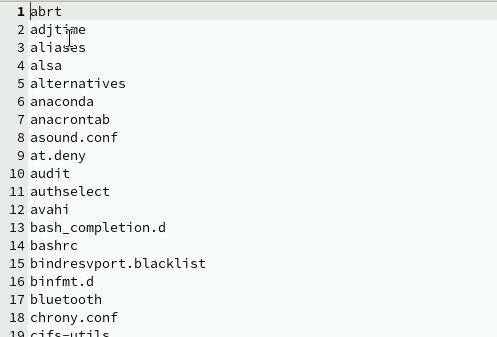 1 abrt
2 adjtime
3 aliases
4 alsa
5 alternatives
6 anaconda
7 anacrontab
8 asound.conf
9 at.deny
10 audit
11 authselect
12 avahi
13 bash_completion.d
14 bashrc
15 bindresvport.blacklist
16 binfmt.d
17 bluetooth
18 chrony.conf
19 cifs-utils